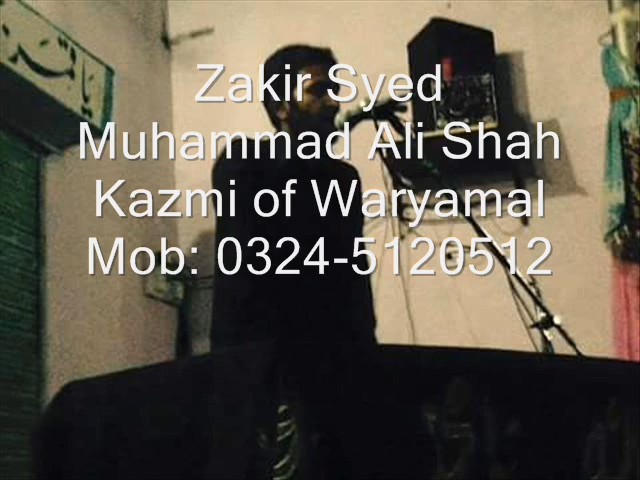 Zakir Syed
Muhammad Ali Shah
Kazmi of Waryamal
Mob: 0324-5120512